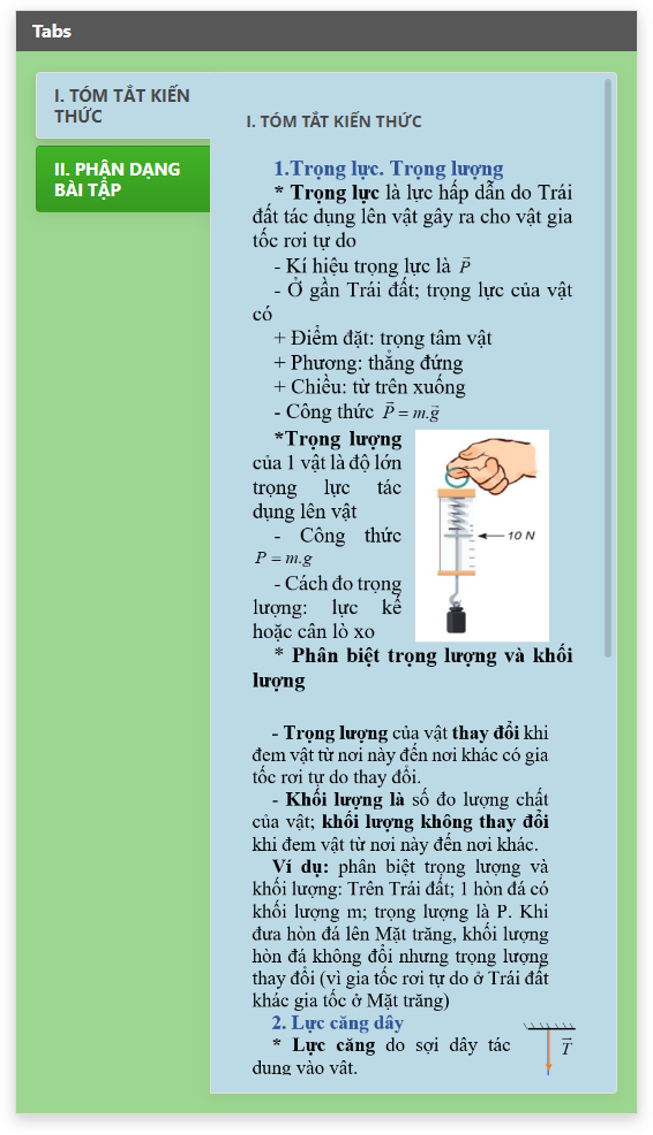 Tabs
I. TÓM TẮT KIẾN
THỨC
II. PHẬN DẠNG
BÀI TẬP
I. TÓM TẮT KIẾN THỨC
1.Trọng lực. Trọng lượng
* Trọng lực là lực hấp dẫn do Trái
đất tác dụng lên vật gây ra cho vật gia
tốc rơi tự do
- Kí hiệu trọng lực là P⃗
- Ở gần Trái đất; trọng lực của vật
có
+ Điểm đặt: trọng tâm vật
+ Phương: thẳng đứng
+ Chiều: từ trên xuống
- Công thức P⃗ = m.g⃗
*Trọng lượng
của 1 vật là độ lớn
trọng lực tác
dụng lên vật
- Công thức
P = m.g
- Cách đo trọng
lượng: lực kế
hoặc cân lò xo
10 N
* Phân biệt trọng lượng và khối
lượng
- Trọng lượng của vật thay đổi khi
đem vật từ nơi này đến nơi khác có gia
tốc rơi tự do thay đổi.
- Khối lượng là số đo lượng chất
của vật; khối lượng không thay đổi
khi đem vật từ nơi này đến nơi khác.
Ví dụ: phân biệt trọng lượng và
khối lượng: Trên Trái đất; 1 hòn đá có
khối lượng m; trọng lượng là P. Khi
đưa hòn đá lên Mặt trăng, khối lượng
hòn đá không đổi nhưng trọng lượng
thay đổi (vì gia tốc rơi tự do ở Trái đất
khác gia tốc ở Mặt trăng)
2. Lực căng dây
* Lực căng do sợi dây tác
dụng vào vật.
T⃗